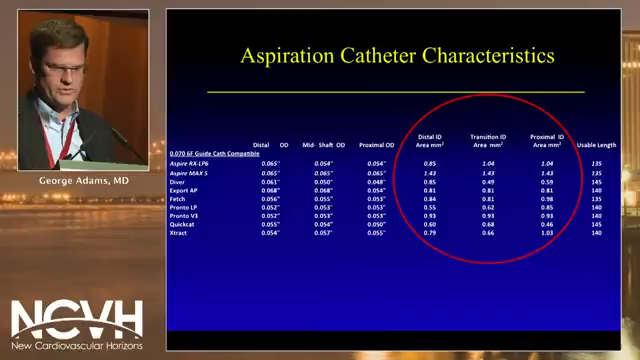 Aspiration Catheter Characteristics
Distal ID Transition ID Proximal ID
Distal OD Mid- Shaft OD Proximal OD Area mm² Area mm² Area mm² Usable Length
0.070 6F Guide Cath Compatible
Aspire RX-LP6 0.065" 0.054" 0.054" 0.85 1.04 1.04 135
Aspire MAX 5 0.065" 0.065" 0.065" 1.43 1.43 1.43 135
Diver 0.061" 0.050" 0.048" 0.85 0.49 0.59 145
Export AP 0.068" 0.068" 0.054" 0.81 0.81 0.81 140
Fetch 0.056" 0.055" 0.053" 0.84 0.81 0.98 135
Pronto LP 0.052" 0.053" 0.053" 0.55 0.62 0.85 140
Pronto V3 0.052" 0.053" 0.053" 0.93 0.93 0.93 140
Quickcat 0.055" 0.054" 0.050" 0.60 0.68 0.46 145
Xtract 0.054" 0.057" 0.055" 0.79 0.66 1.03 140
George Adams, MD
NCVH
New Cardiovascular Horizons